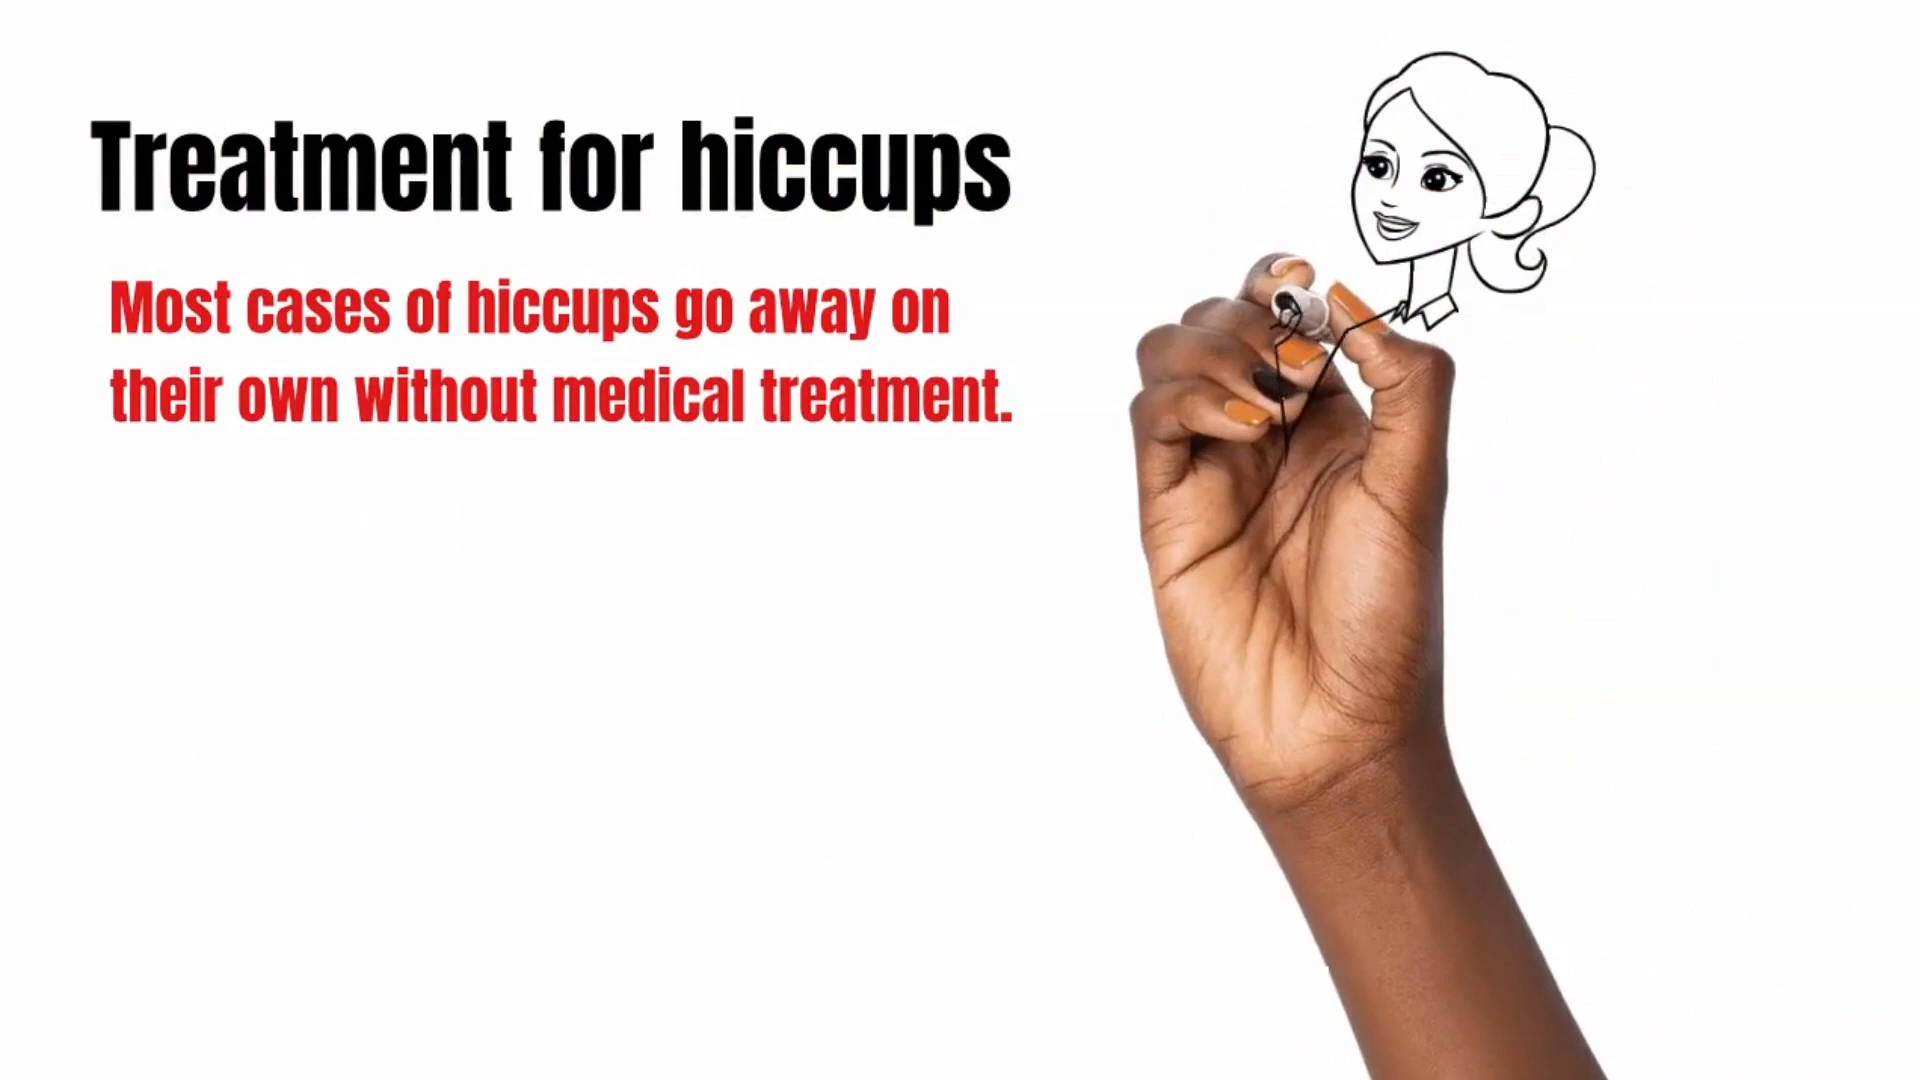 Treatment for hiccups
Most cases of hiccups go away on
their own without medical treatment.